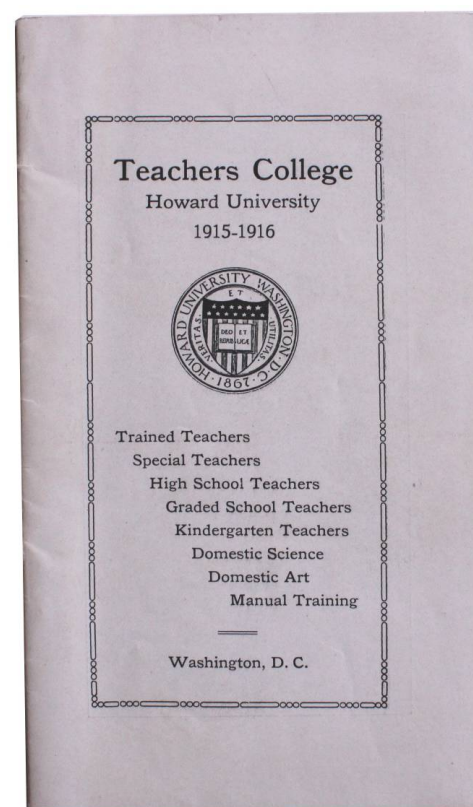 Teachers College
Howard University
1915-1916
HOWARD UNIVERSITY WASHINGTON D.C.
· 1867 ·
ET
VERITAS
UTILITAS
DEO ET
REIPUBLICÆ
Trained Teachers
Special Teachers
High School Teachers
Graded School Teachers
Kindergarten Teachers
Domestic Science
Domestic Art
Manual Training
Washington, D. C.